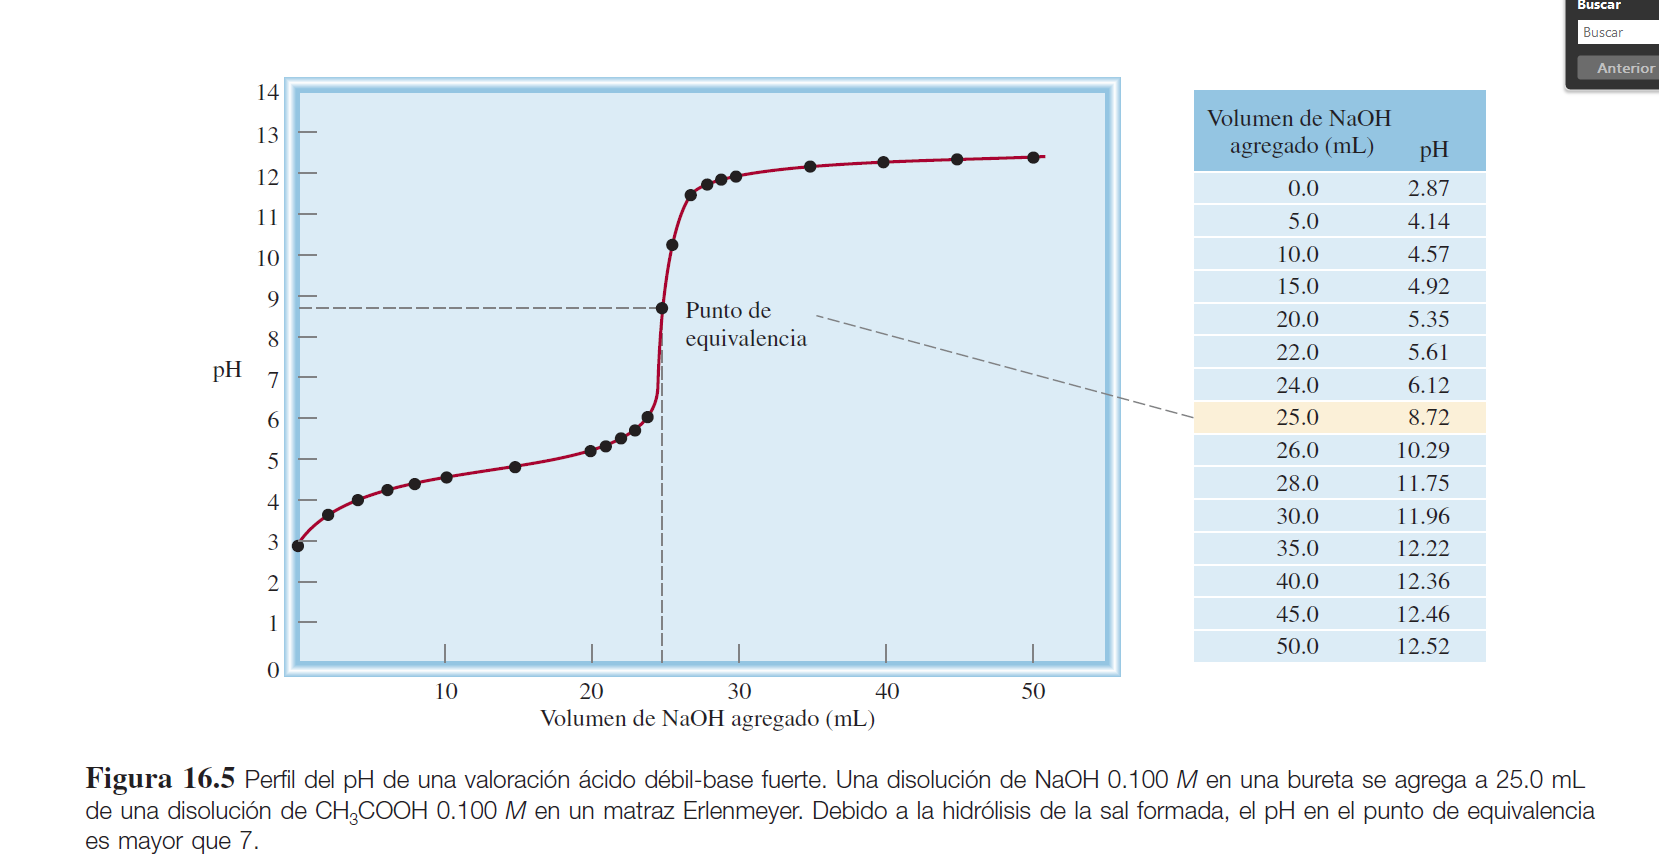 Buscar
Buscar
Anterior
14
13
12
11
10
9
8
7
6
5
4
3
2
1
0
pH
Punto de
equivalencia
10 20 30 40 50
Volumen de NaOH agregado (mL)
Volumen de NaOH
agregado (mL) pH
0.0 2.87
5.0 4.14
10.0 4.57
15.0 4.92
20.0 5.35
22.0 5.61
24.0 6.12
25.0 8.72
26.0 10.29
28.0 11.75
30.0 11.96
35.0 12.22
40.0 12.36
45.0 12.46
50.0 12.52
Figura 16.5 Perfil del pH de una valoración ácido débil-base fuerte. Una disolución de NaOH 0.100 M en una bureta se agrega a 25.0 mL
de una disolución de CH₃COOH 0.100 M en un matraz Erlenmeyer. Debido a la hidrólisis de la sal formada, el pH en el punto de equivalencia
es mayor que 7.